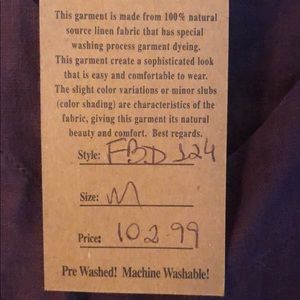 This garment is made from 100% natural
source linen fabric that has special
washing process garment dyeing.
This garment create a sophisticated look
that is easy and comfortable to wear.
The slight color variations or minor slubs
(color shading) are characteristics of the
fabric, giving this garment its natural
beauty and comfort. Best regards.
Style: FBD 124
Size: M
Price: 102.99
Pre Washed! Machine Washable!